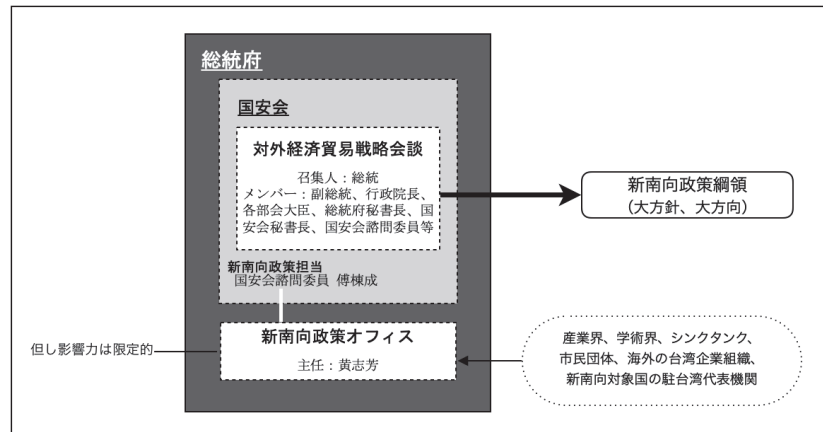 総統府
国安会
対外経済貿易戦略会談
召集人：総統
メンバー：副総統、行政院長、
各部会大臣、総統府秘書長、国
安会秘書長、国安会諮問委員等
新南向政策綱領
（大方針、大方向）
新南向政策担当
国安会諮問委員 傅棟成
新南向政策オフィス
主任：黄志芳
但し影響力は限定的
産業界、学術界、シンクタンク、
市民団体、海外の台湾企業組織、
新南向対象国の駐台湾代表機関